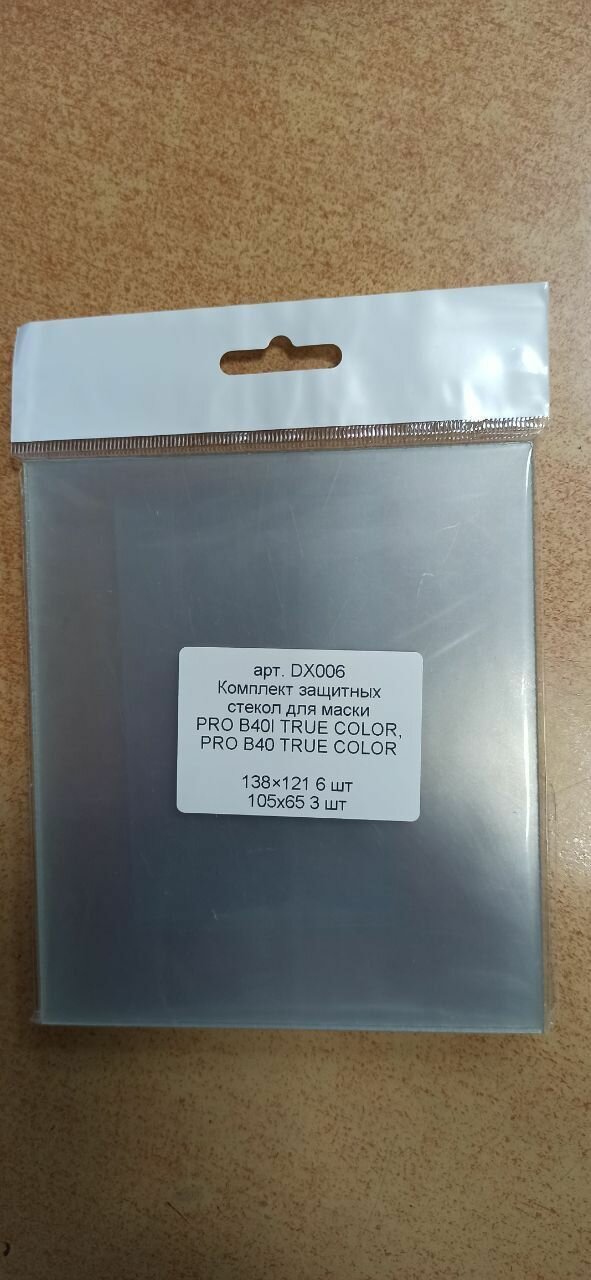 арт. DX006
Комплект защитных
стекол для маски
PRO B40I TRUE COLOR,
PRO B40 TRUE COLOR
138×121 6 шт
105x65 3 шт